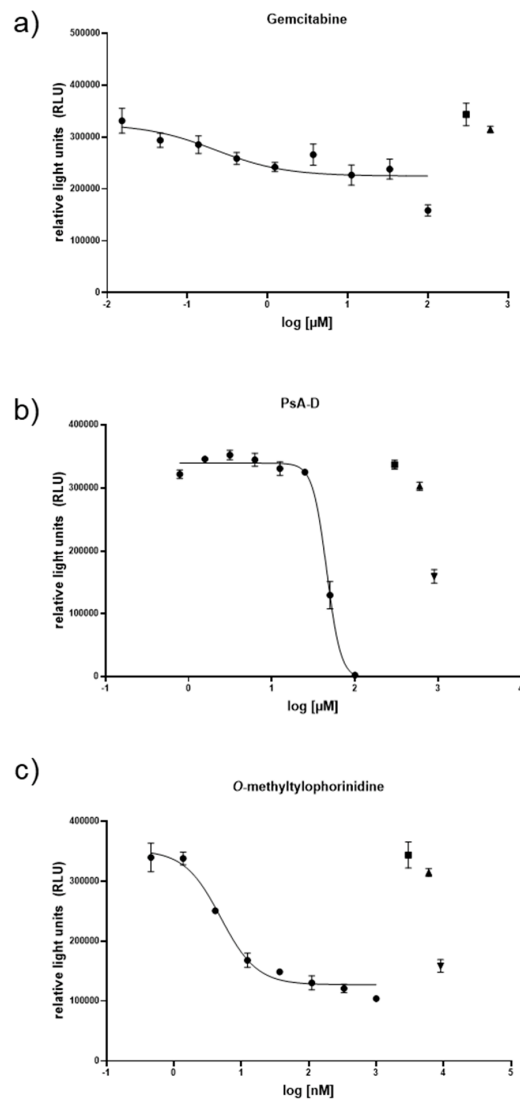 a)
Gemcitabine
500000
400000
300000
200000
100000
0
relative light units (RLU)
-2 -1 0 1 2 3
log [µM]
b)
PsA-D
400000
300000
200000
100000
0
relative light units (RLU)
-1 0 1 2 3 4
log [µM]
c)
O-methyltylophorinidine
400000
300000
200000
100000
0
relative light units (RLU)
-1 0 1 2 3 4 5
log [nM]